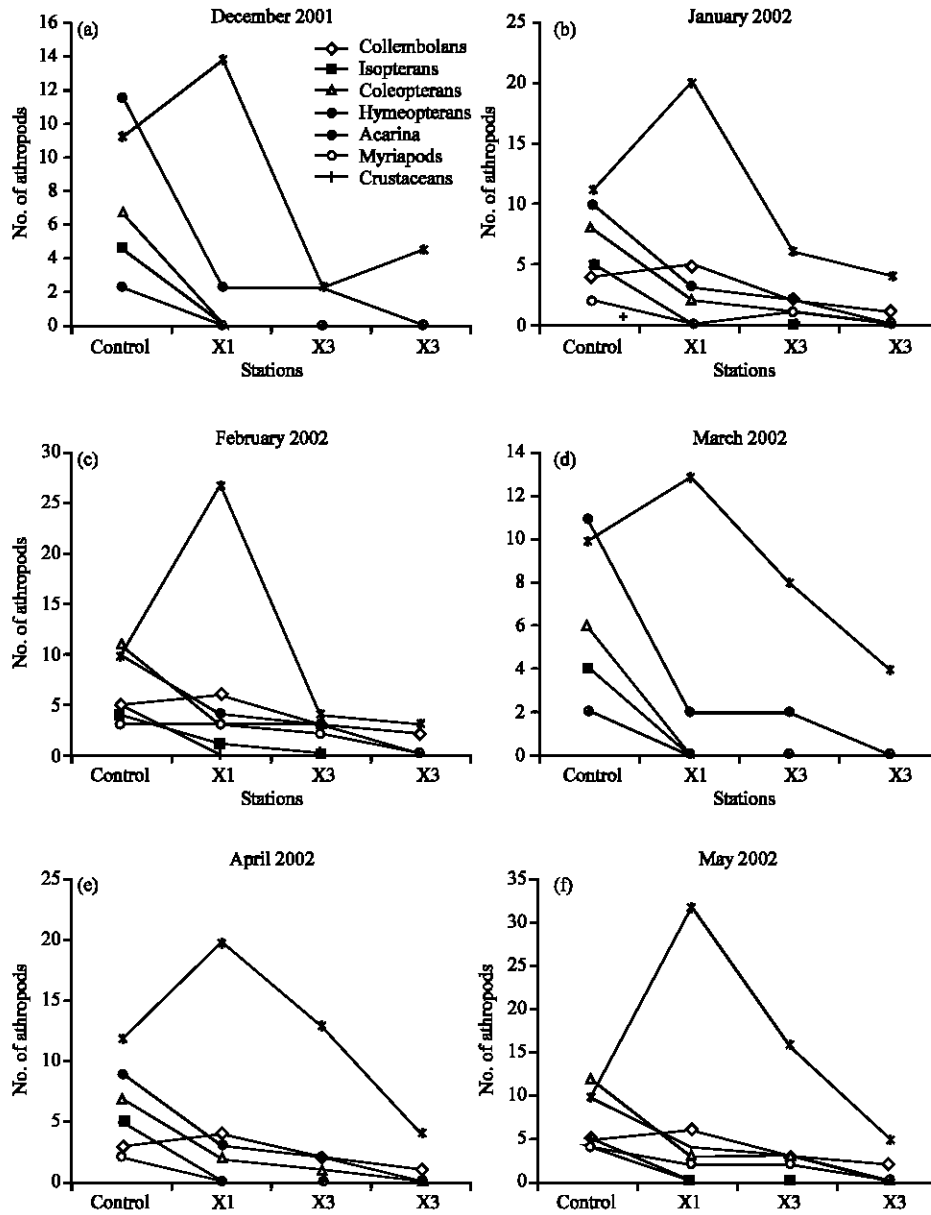 December 2001
(a)
16
14
12
10
8
6
4
2
0
No. of athropods
Collembolans
Isopterans
Coleopterans
Hymeopterans
Acarina
Myriapods
Crustaceans
Control X1 X3 X3
Stations
January 2002
(b)
25
20
15
10
5
0
No. of athropods
Control X1 X3 X3
Stations
February 2002
(c)
30
25
20
15
10
5
0
No. of athropods
Control X1 X3 X3
Stations
March 2002
(d)
14
12
10
8
6
4
2
0
No. of athropods
Control X1 X3 X3
Stations
April 2002
(e)
25
20
15
10
5
0
No. of athropods
Control X1 X3 X3
May 2002
(f)
35
30
25
20
15
10
5
0
No. of athropods
Control X1 X3 X3